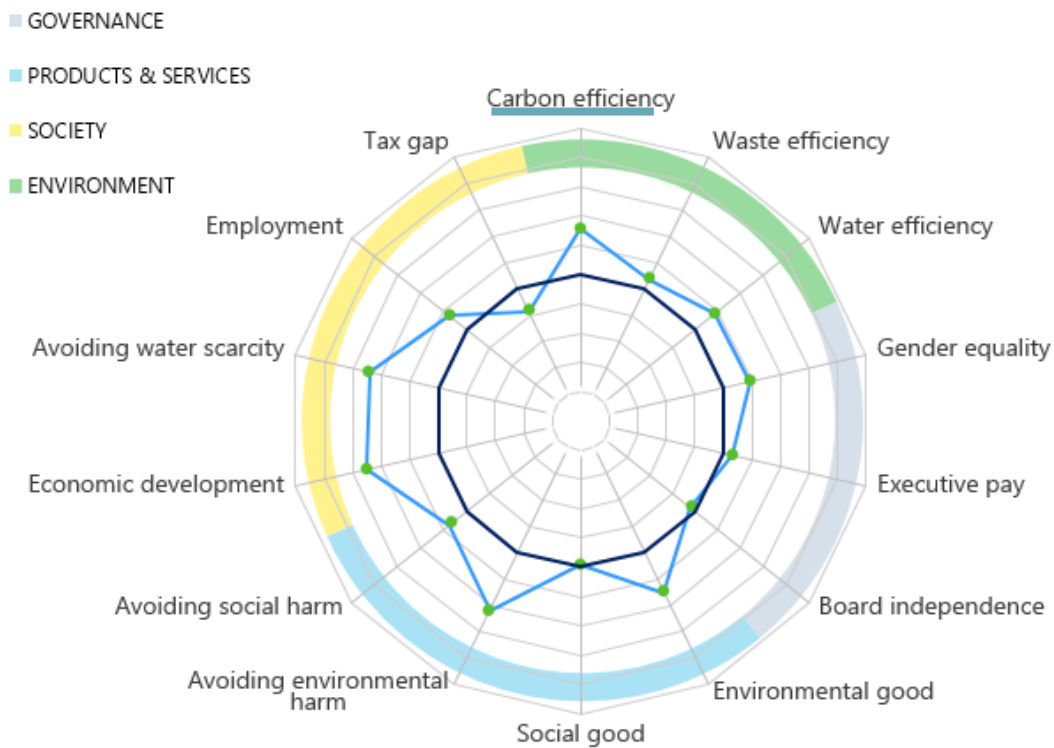 GOVERNANCE
PRODUCTS & SERVICES
SOCIETY
ENVIRONMENT
Carbon efficiency
Waste efficiency
Water efficiency
Gender equality
Executive pay
Board independence
Environmental good
Social good
Avoiding environmental
harm
Avoiding social harm
Economic development
Avoiding water scarcity
Employment
Tax gap